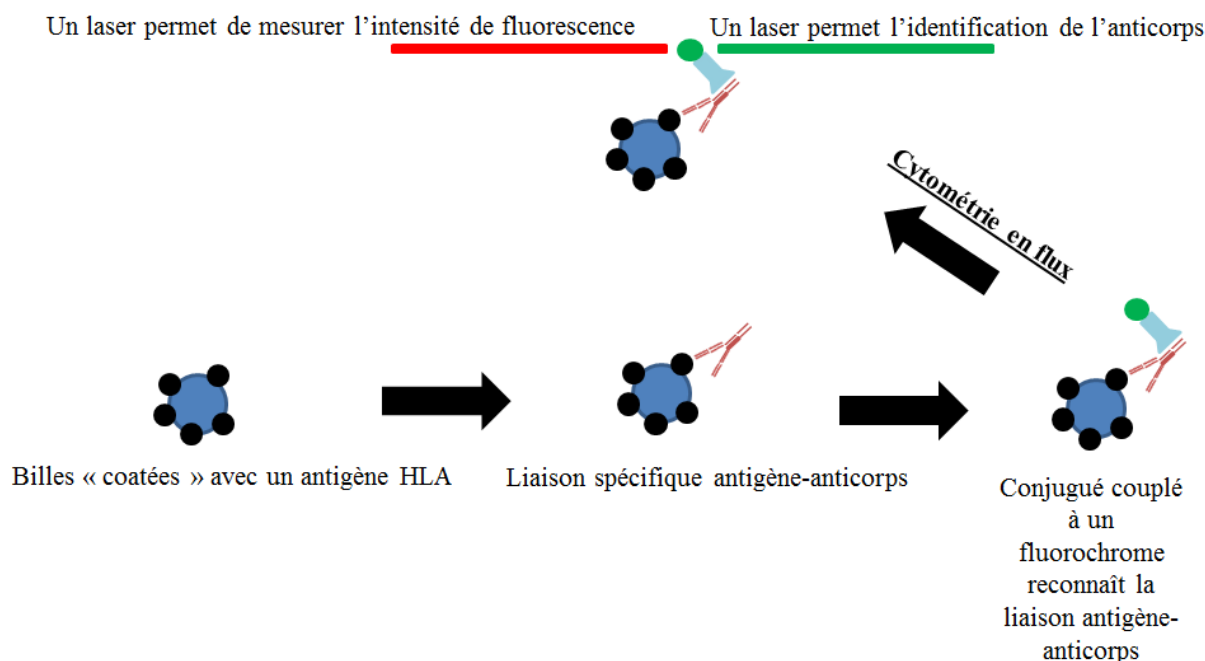 Un laser permet de mesurer l'intensité de fluorescence
Un laser permet l'identification de l'anticorps
Cytométrie en flux
Billes « coatées » avec un antigène HLA
Liaison spécifique antigène-anticorps
Conjugué couplé
à un
fluorochrome
reconnaît la
liaison antigène-
anticorps